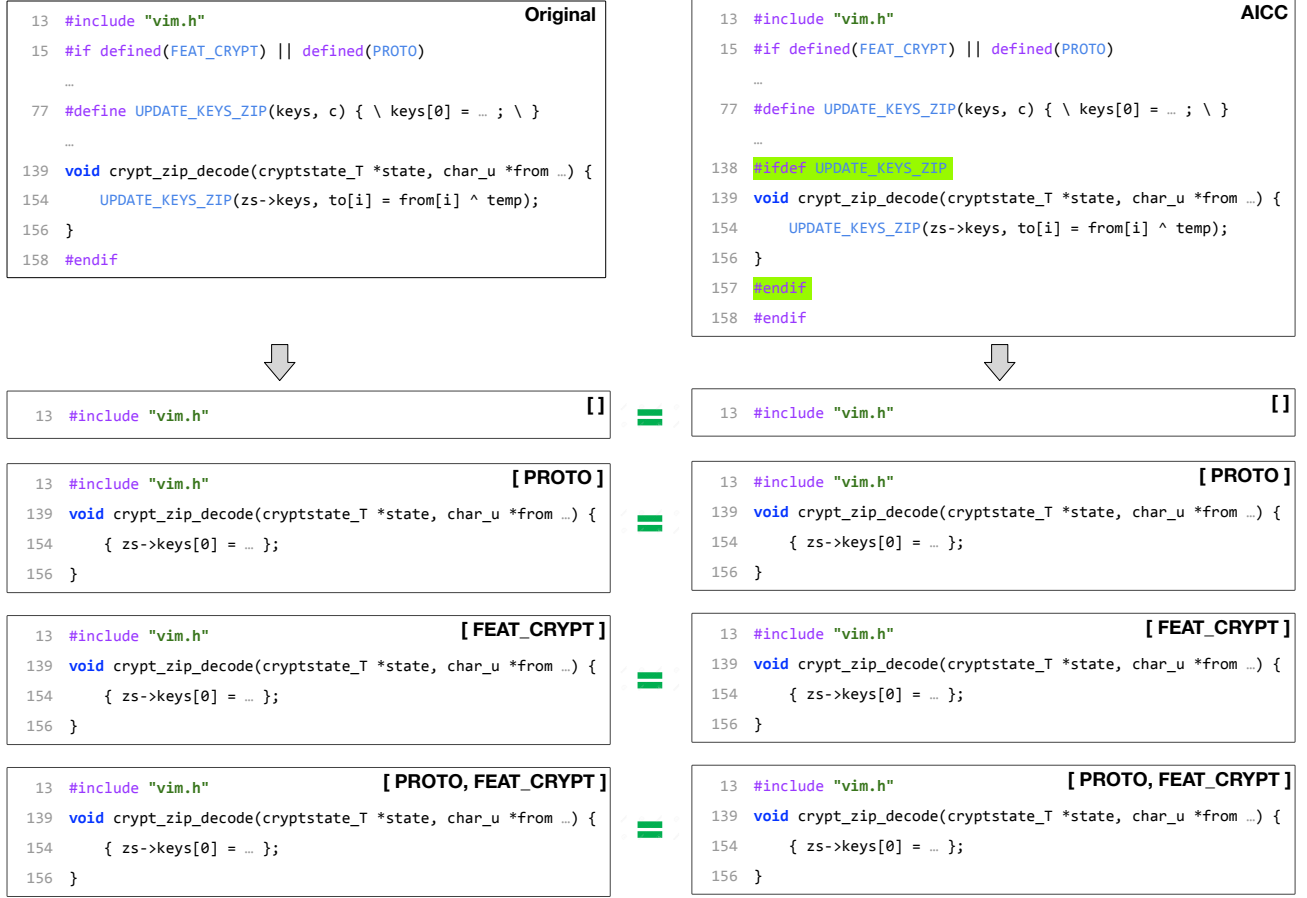 Original
13 #include "vim.h"
15 #if defined(FEAT_CRYPT) || defined(PROTO)
…
77 #define UPDATE_KEYS_ZIP(keys, c) { \ keys[0] = … ; \ }
…
139 void crypt_zip_decode(cryptstate_T *state, char_u *from …) {
154 UPDATE_KEYS_ZIP(zs->keys, to[i] = from[i] ^ temp);
156 }
158 #endif
AICC
13 #include "vim.h"
15 #if defined(FEAT_CRYPT) || defined(PROTO)
…
77 #define UPDATE_KEYS_ZIP(keys, c) { \ keys[0] = … ; \ }
…
138 #ifdef UPDATE_KEYS_ZIP
139 void crypt_zip_decode(cryptstate_T *state, char_u *from …) {
154 UPDATE_KEYS_ZIP(zs->keys, to[i] = from[i] ^ temp);
156 }
157 #endif
158 #endif
[ ]
13 #include "vim.h"
=
[ ]
13 #include "vim.h"
[ PROTO ]
13 #include "vim.h"
139 void crypt_zip_decode(cryptstate_T *state, char_u *from …) {
154 { zs->keys[0] = … };
156 }
=
[ PROTO ]
13 #include "vim.h"
139 void crypt_zip_decode(cryptstate_T *state, char_u *from …) {
154 { zs->keys[0] = … };
156 }
[ FEAT_CRYPT ]
13 #include "vim.h"
139 void crypt_zip_decode(cryptstate_T *state, char_u *from …) {
154 { zs->keys[0] = … };
156 }
=
[ FEAT_CRYPT ]
13 #include "vim.h"
139 void crypt_zip_decode(cryptstate_T *state, char_u *from …) {
154 { zs->keys[0] = … };
156 }
[ PROTO, FEAT_CRYPT ]
13 #include "vim.h"
139 void crypt_zip_decode(cryptstate_T *state, char_u *from …) {
154 { zs->keys[0] = … };
156 }
=
[ PROTO, FEAT_CRYPT ]
13 #include "vim.h"
139 void crypt_zip_decode(cryptstate_T *state, char_u *from …) {
154 { zs->keys[0] = … };
156 }